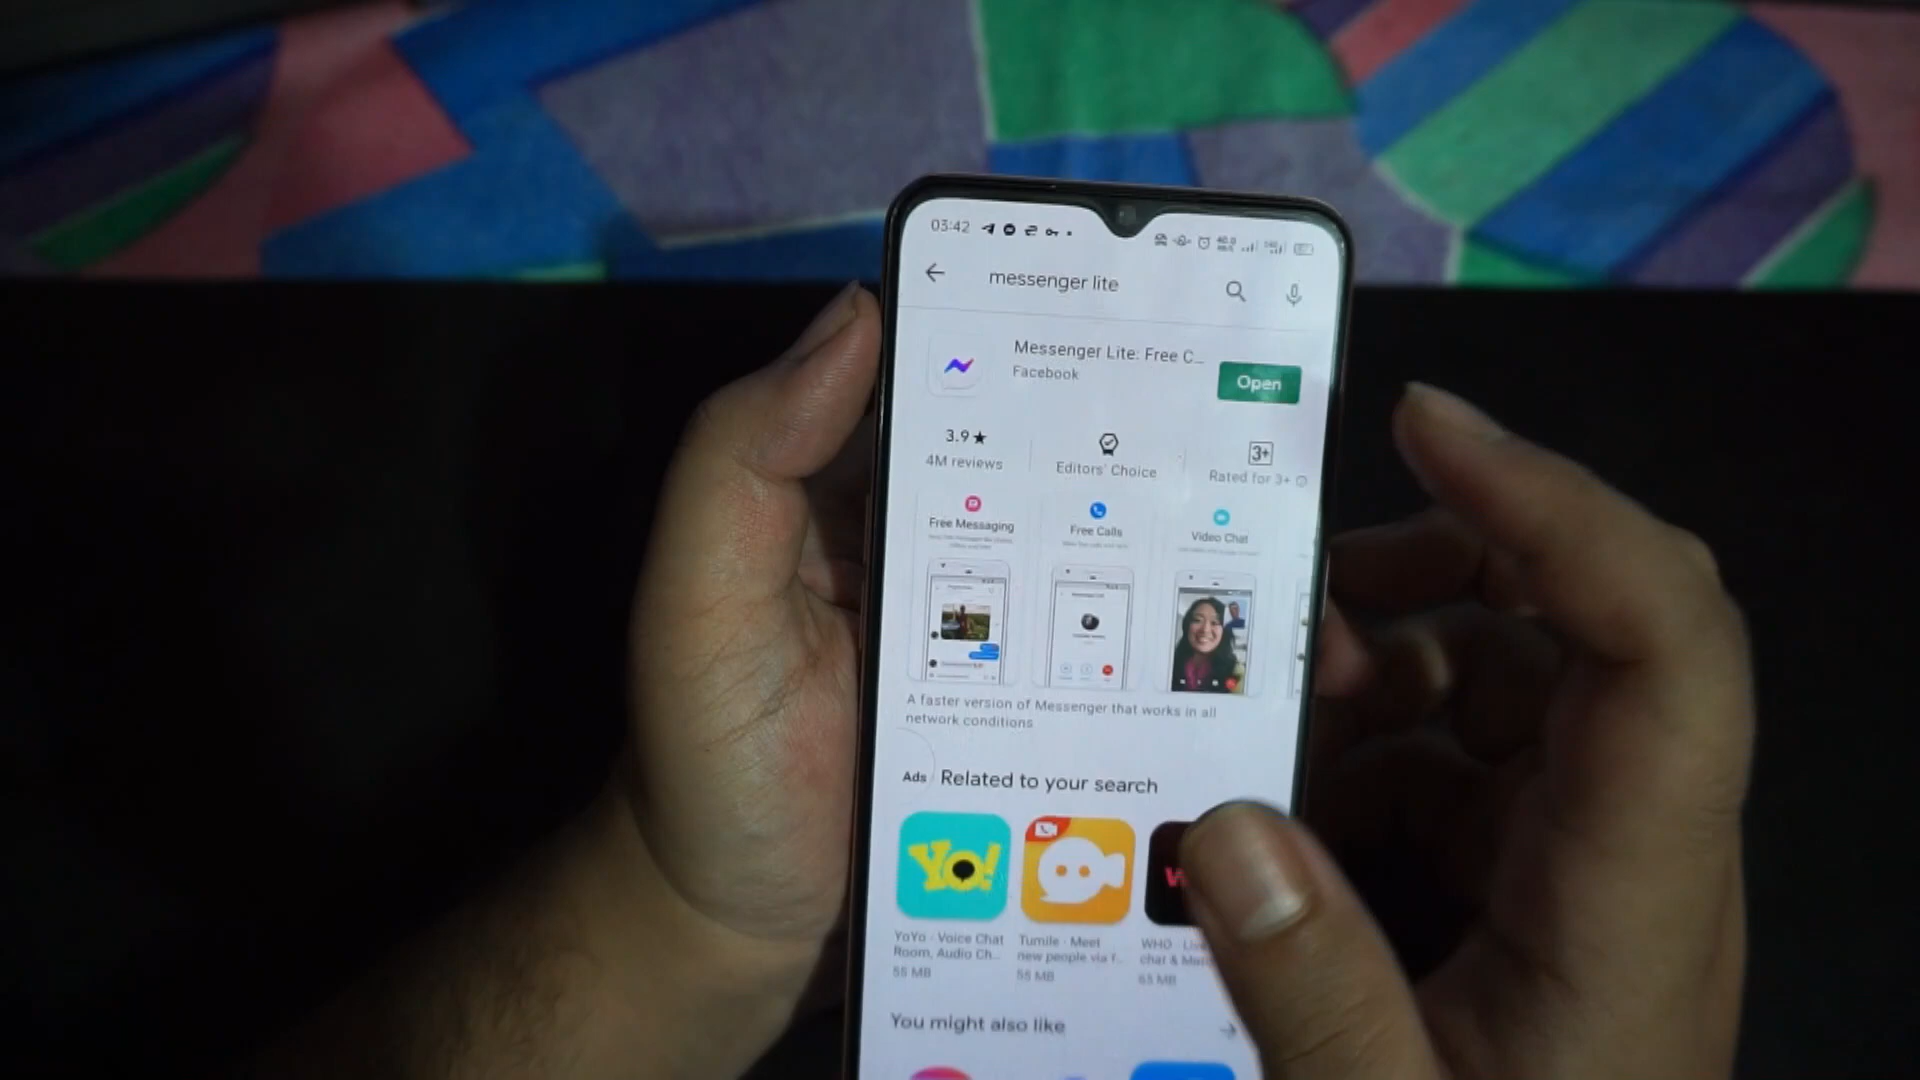 03:42
messenger lite
Messenger Lite: Free C...
Facebook
Open
3.9★
4M reviews
Editors' Choice
3+
Rated for 3+
Free Messaging
Free Calls
Video Chat
A faster version of Messenger that works in all
network conditions
Ads Related to your search
Yo!
YoYo - Voice Chat
Room, Audio Ch...
55 MB
Tumile - Meet
new people via f...
55 MB
WHO - Live
chat &
63 MB
You might also like